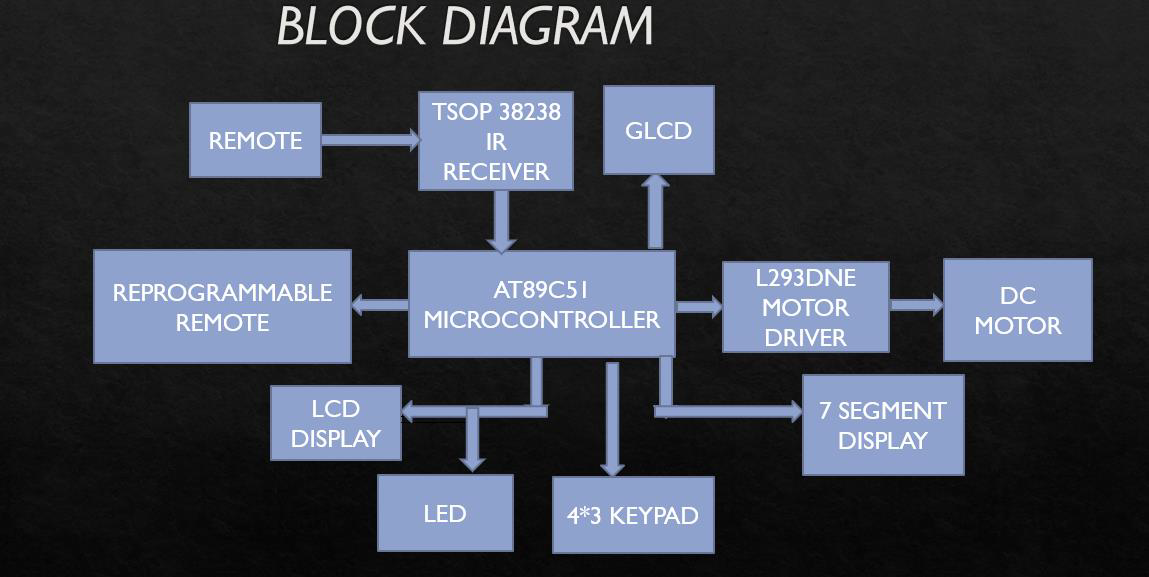 BLOCK DIAGRAM
REMOTE
TSOP 38238
IR
RECEIVER
GLCD
REPROGRAMMABLE
REMOTE
AT89C51
MICROCONTROLLER
L293DNE
MOTOR
DRIVER
DC
MOTOR
LCD
DISPLAY
7 SEGMENT
DISPLAY
LED
4*3 KEYPAD